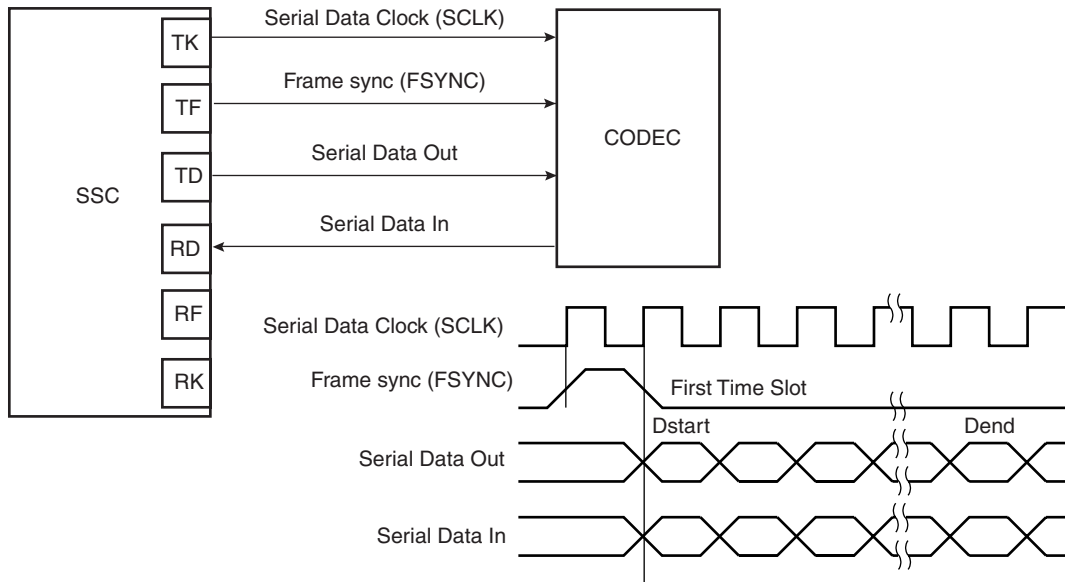 SSC
TK
TF
TD
RD
RF
RK
Serial Data Clock (SCLK)
Frame sync (FSYNC)
Serial Data Out
Serial Data In
CODEC
Serial Data Clock (SCLK)
Frame sync (FSYNC)
First Time Slot
Dstart
Dend
Serial Data Out
Serial Data In